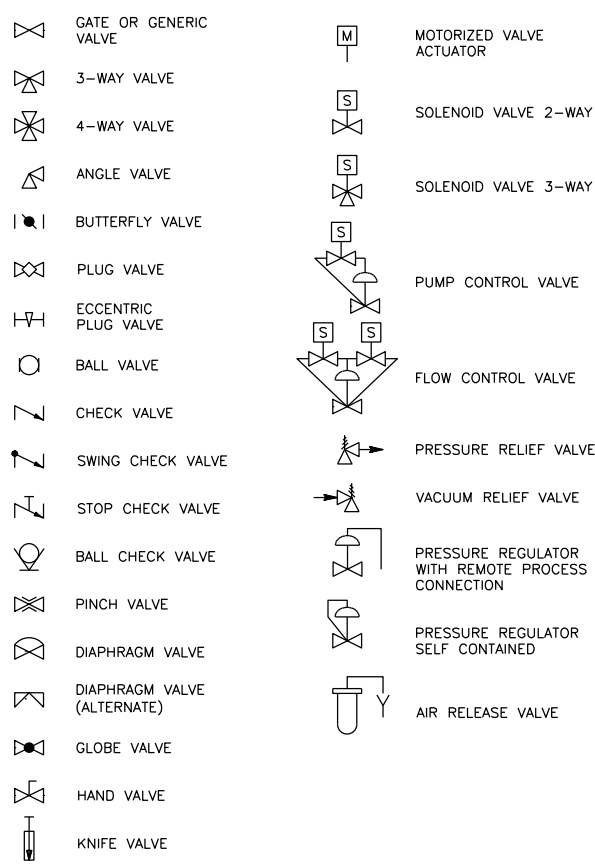 GATE OR GENERIC
VALVE
3-WAY VALVE
4-WAY VALVE
ANGLE VALVE
BUTTERFLY VALVE
PLUG VALVE
ECCENTRIC
PLUG VALVE
BALL VALVE
CHECK VALVE
SWING CHECK VALVE
STOP CHECK VALVE
BALL CHECK VALVE
PINCH VALVE
DIAPHRAGM VALVE
DIAPHRAGM VALVE
(ALTERNATE)
GLOBE VALVE
HAND VALVE
KNIFE VALVE
M
MOTORIZED VALVE
ACTUATOR
S
SOLENOID VALVE 2-WAY
S
SOLENOID VALVE 3-WAY
S
PUMP CONTROL VALVE
S S
FLOW CONTROL VALVE
PRESSURE RELIEF VALVE
VACUUM RELIEF VALVE
PRESSURE REGULATOR
WITH REMOTE PROCESS
CONNECTION
PRESSURE REGULATOR
SELF CONTAINED
AIR RELEASE VALVE